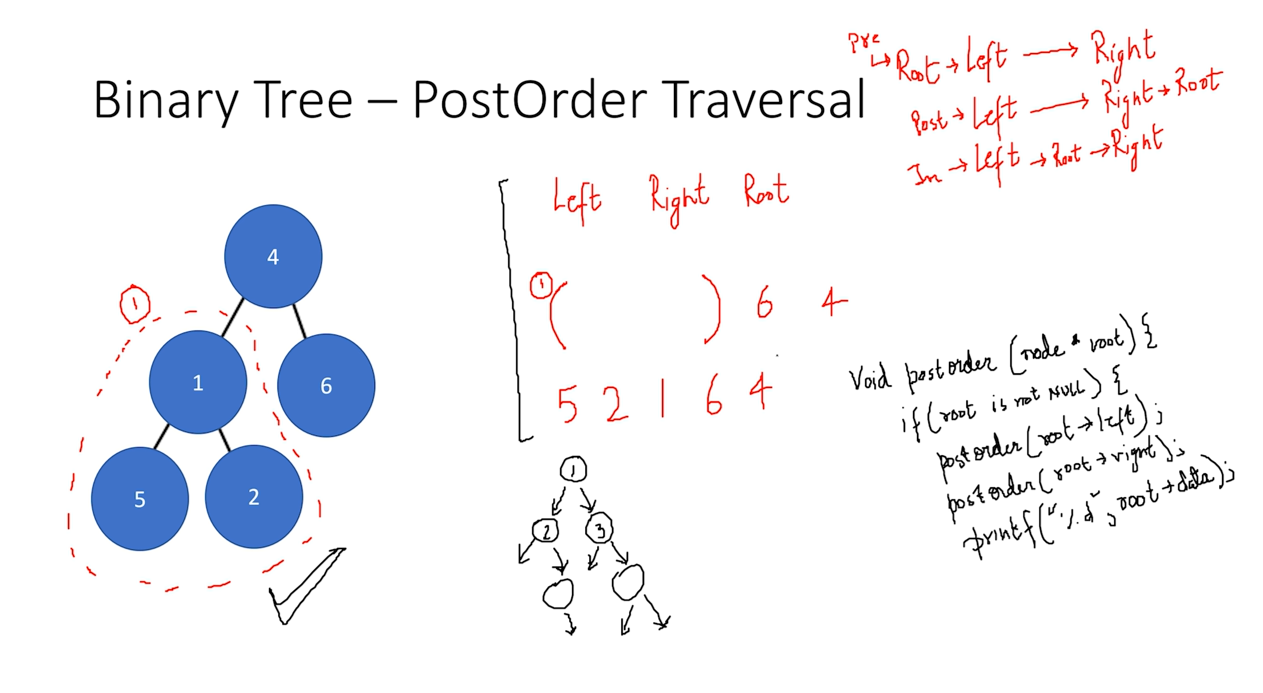 Pre
↳ Root → Left → Right
Binary Tree – PostOrder Traversal
Post → Left → Right → Root
In → Left → Root → Right
Left Right Root
4
1
1 ( ) 6 4
1 6
5 2 1 6 4
Void postorder (node * root) {
if (root is not NULL) {
postorder (root → left);
postorder (root → right);
printf ("%d", root → data);
5 2
1
2 3